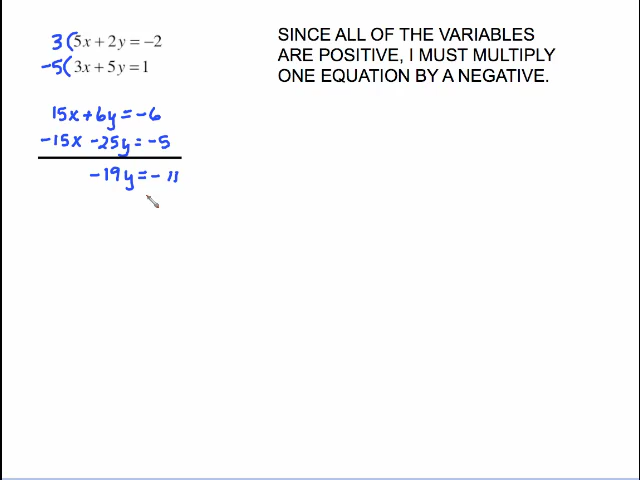 3(5x + 2y = −2
−5(3x + 5y = 1
15x + 6y = −6
−15x −25y = −5
−19y = − 11
SINCE ALL OF THE VARIABLES
ARE POSITIVE, I MUST MULTIPLY
ONE EQUATION BY A NEGATIVE.